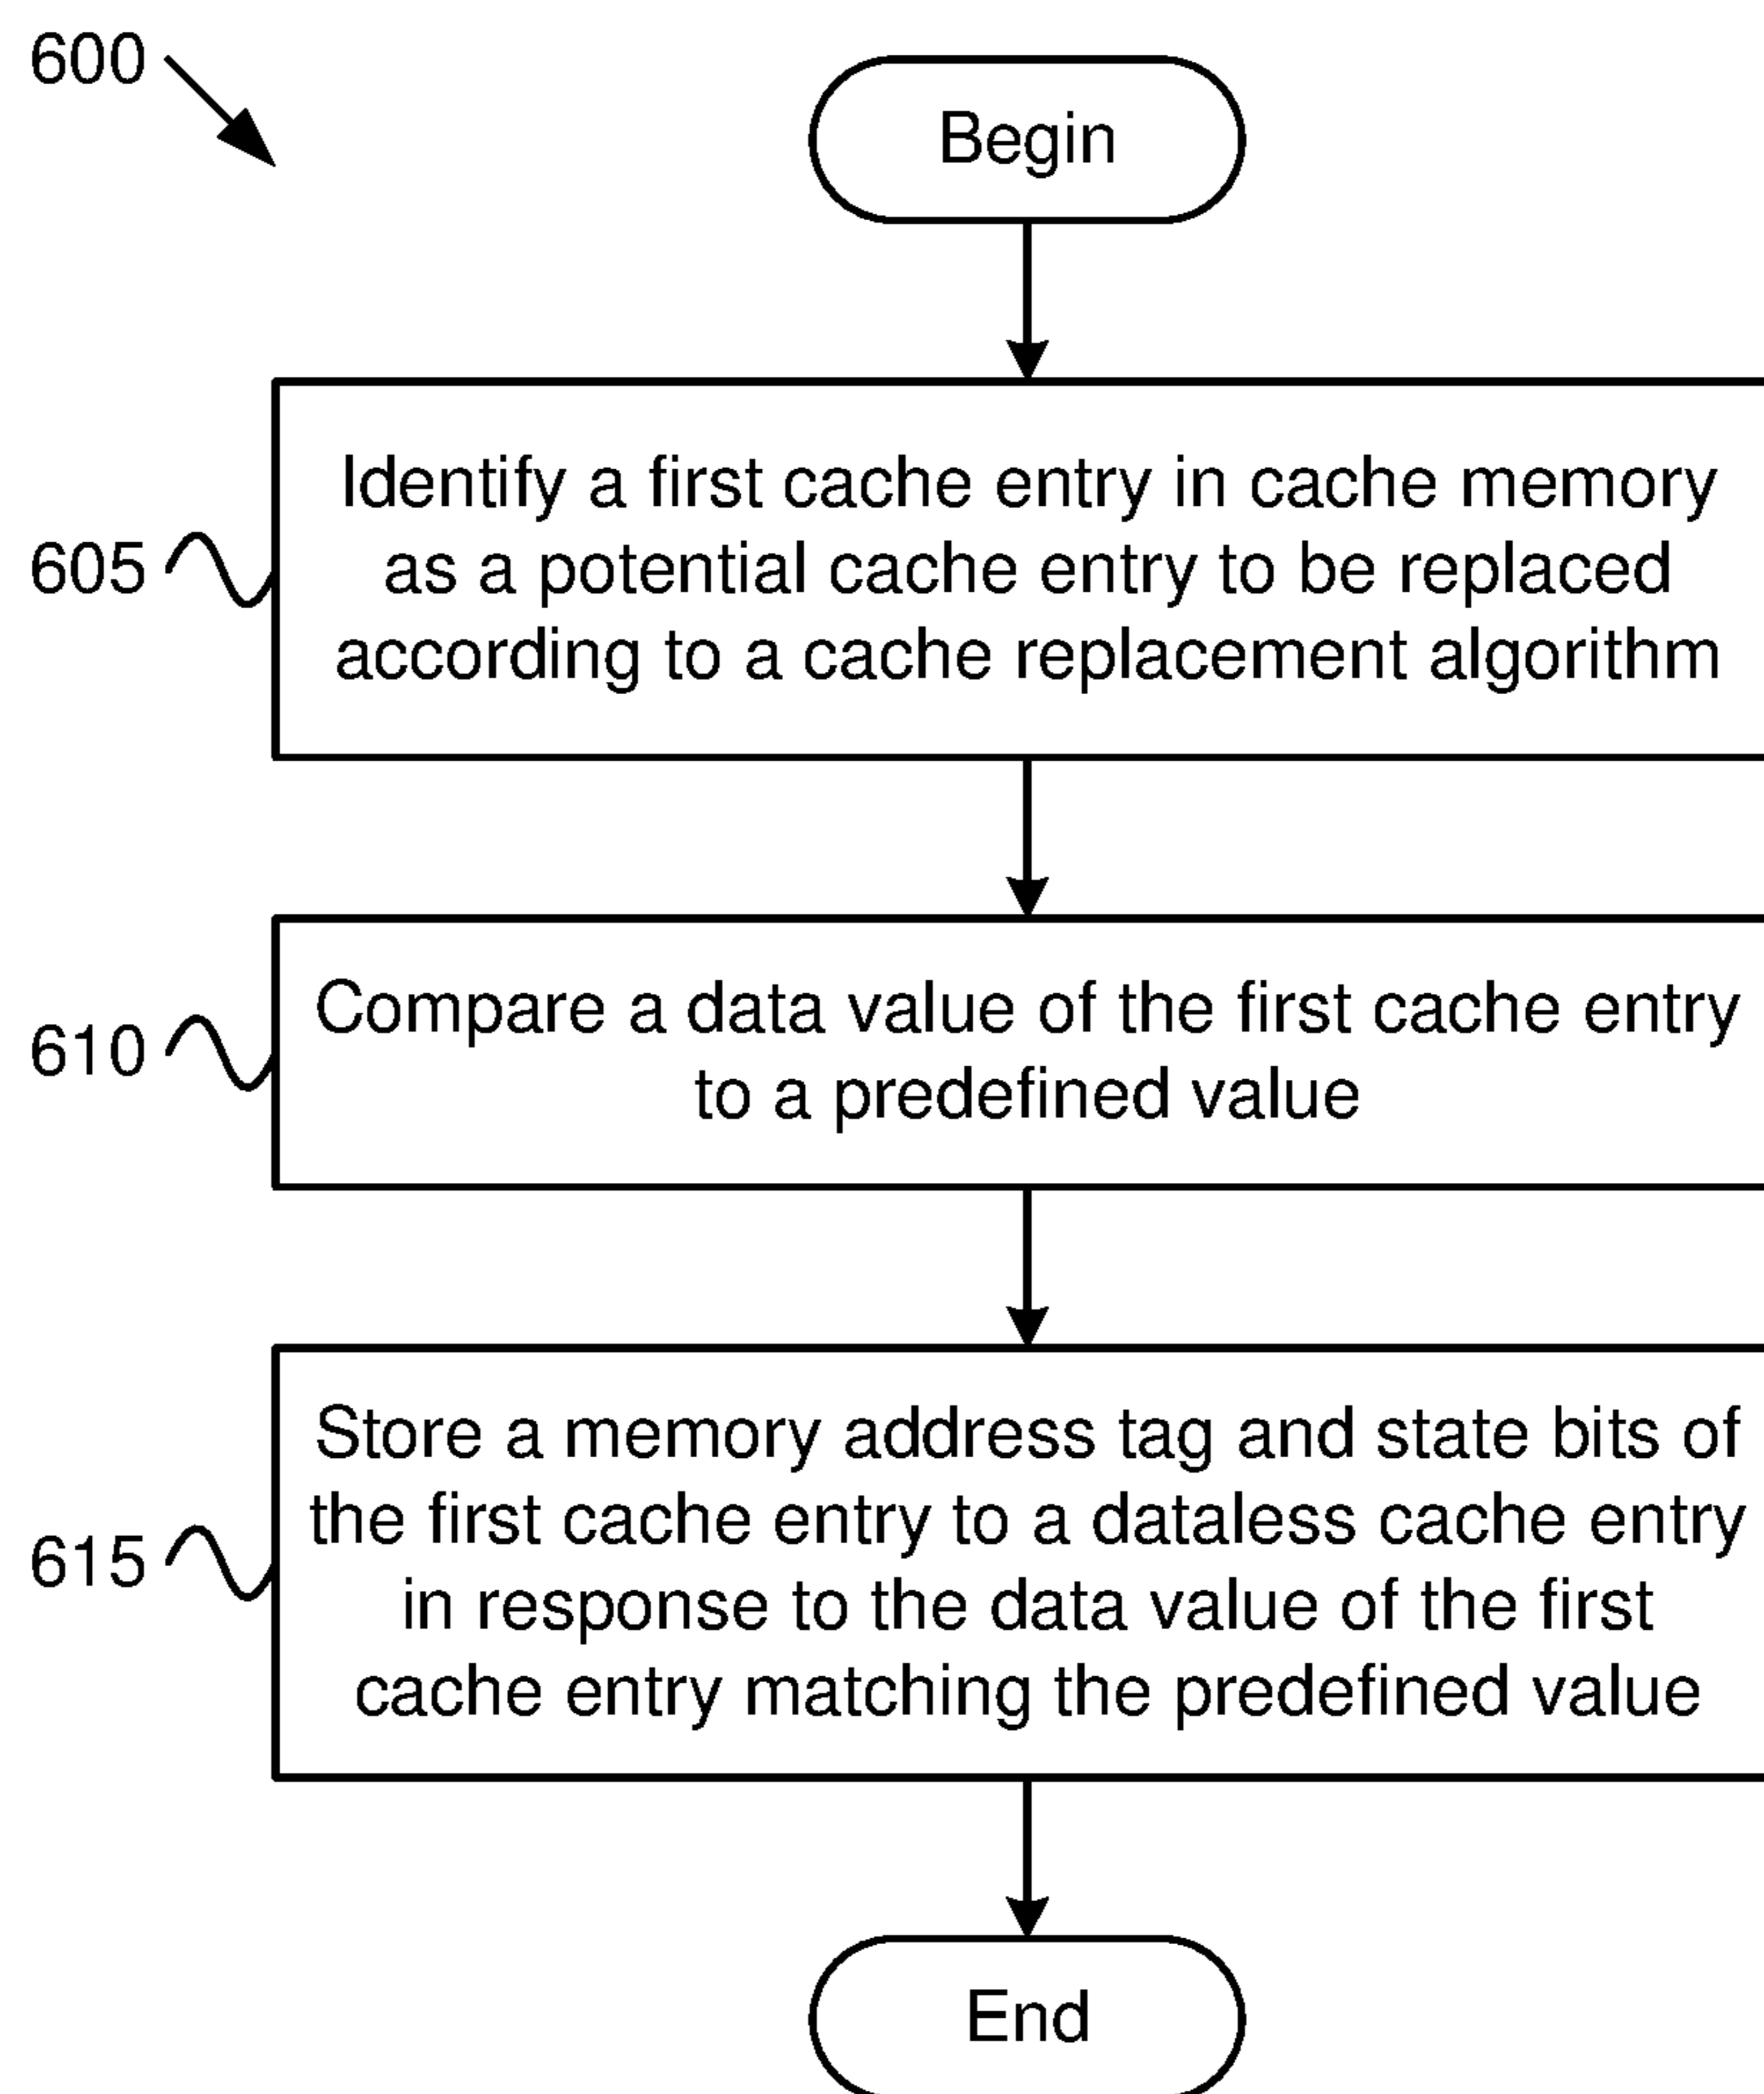 600
Begin
605
Identify a first cache entry in cache memory
as a potential cache entry to be replaced
according to a cache replacement algorithm
610
Compare a data value of the first cache entry
to a predefined value
615
Store a memory address tag and state bits of
the first cache entry to a dataless cache entry
in response to the data value of the first
cache entry matching the predefined value
End